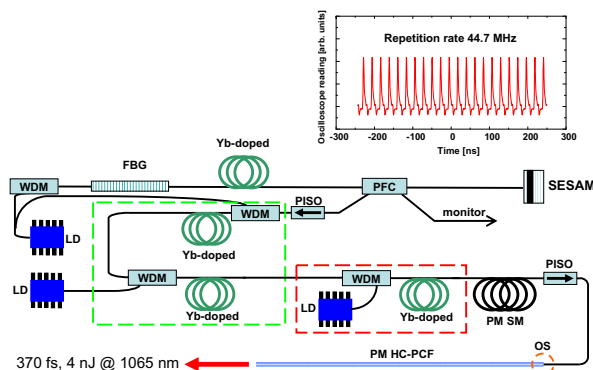 Repetition rate 44.7 MHz
Oscilloscope reading [arb. units]
-300 -200 -100 0 100 200 300
Time [ns]
Yb-doped
FBG
WDM
PFC
SESAM
PISO
WDM
monitor
LD
Yb-doped
WDM
WDM
PISO
LD
LD
Yb-doped
Yb-doped
PM SM
OS
PM HC-PCF
370 fs, 4 nJ @ 1065 nm